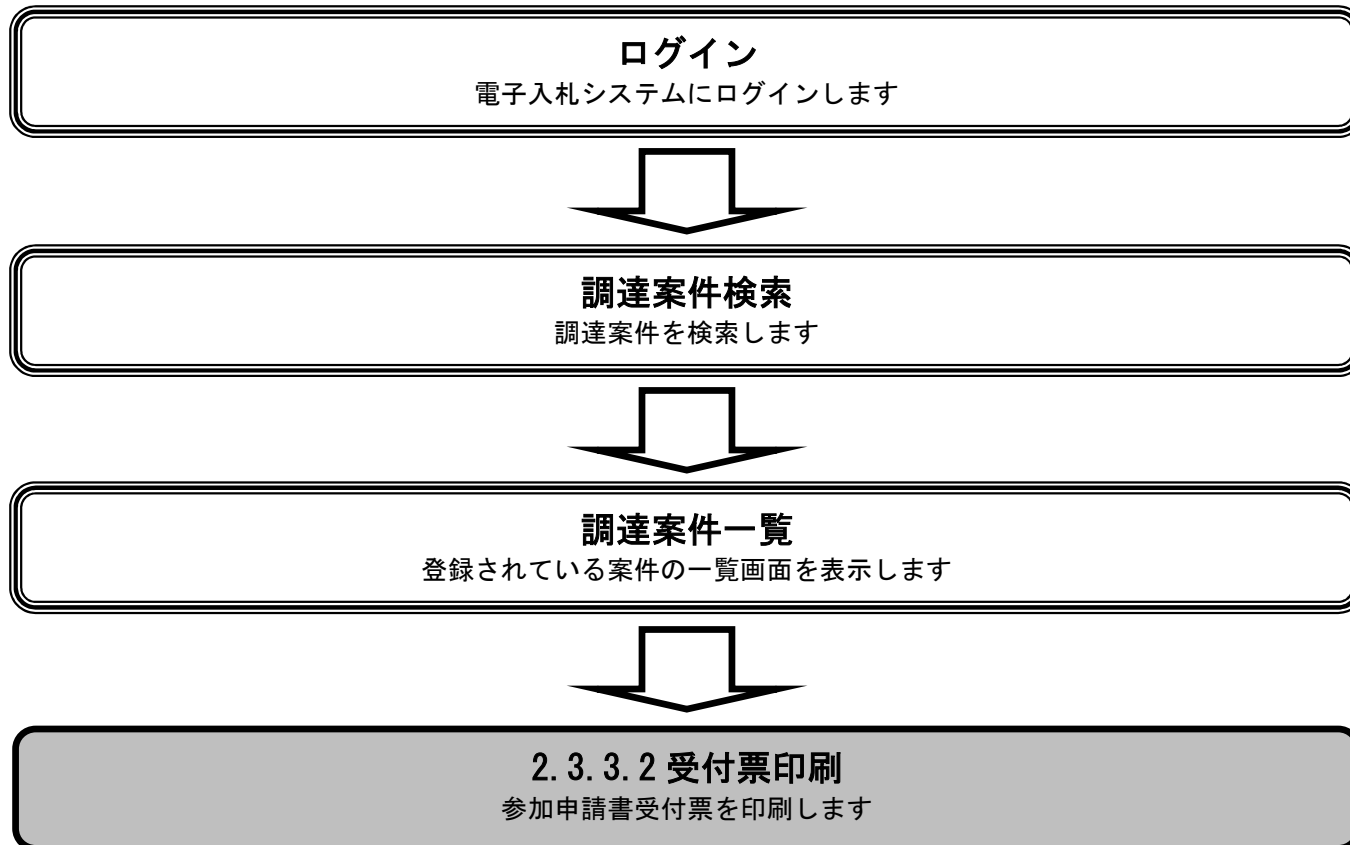 ログイン
電子入札システムにログインします
調達案件検索
調達案件を検索します
調達案件一覧
登録されている案件の一覧画面を表示します
2.3.3.2 受付票印刷
参加申請書受付票を印刷します